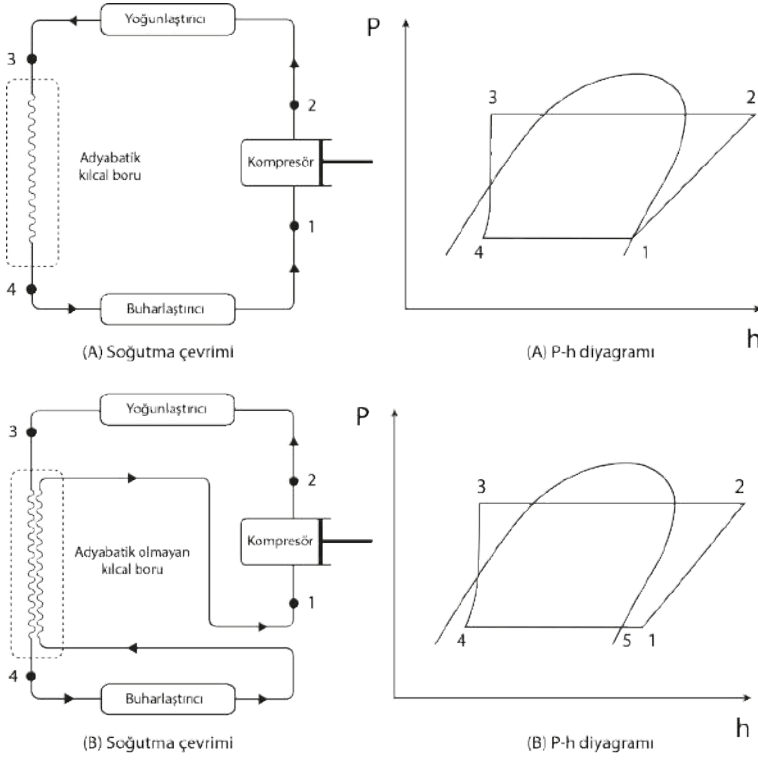 Yoğunlaştırıcı
3
2
Adyabatik
kılcal boru
Kompresör
1
4
Buharlaştırıcı
(A) Soğutma çevrimi
P
3
2
4
1
h
(A) P-h diyagramı
Yoğunlaştırıcı
3
2
Adyabatik olmayan
kılcal boru
Kompresör
1
4
Buharlaştırıcı
(B) Soğutma çevrimi
P
3
2
4
5
1
h
(B) P-h diyagramı